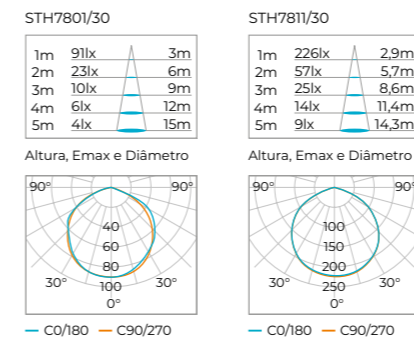 STH7801/30
1m 91lx 3m
2m 23lx 6m
3m 10lx 9m
4m 6lx 12m
5m 4lx 15m
Altura, Emax e Diâmetro
90° 90°
40
60
80
30° 100 30°
0°
C0/180 C90/270
STH7811/30
1m 226lx 2,9m
2m 57lx 5,7m
3m 25lx 8,6m
4m 14lx 11,4m
5m 9lx 14,3m
Altura, Emax e Diâmetro
90° 90°
100
150
200
30° 250 30°
0°
C0/180 C90/270